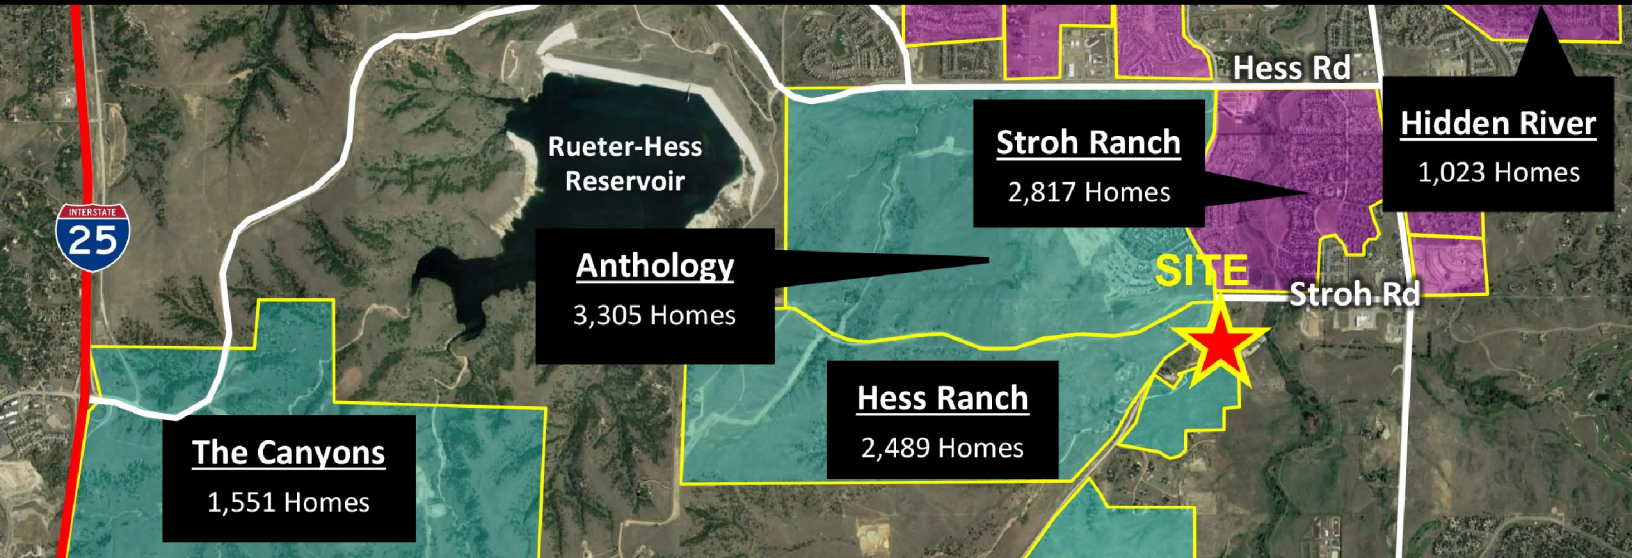 Hess Rd
Stroh Ranch
2,817 Homes
Hidden River
1,023 Homes
Rueter-Hess
Reservoir
INTERSTATE
25
Anthology
3,305 Homes
SITE
Stroh Rd
Hess Ranch
2,489 Homes
The Canyons
1,551 Homes